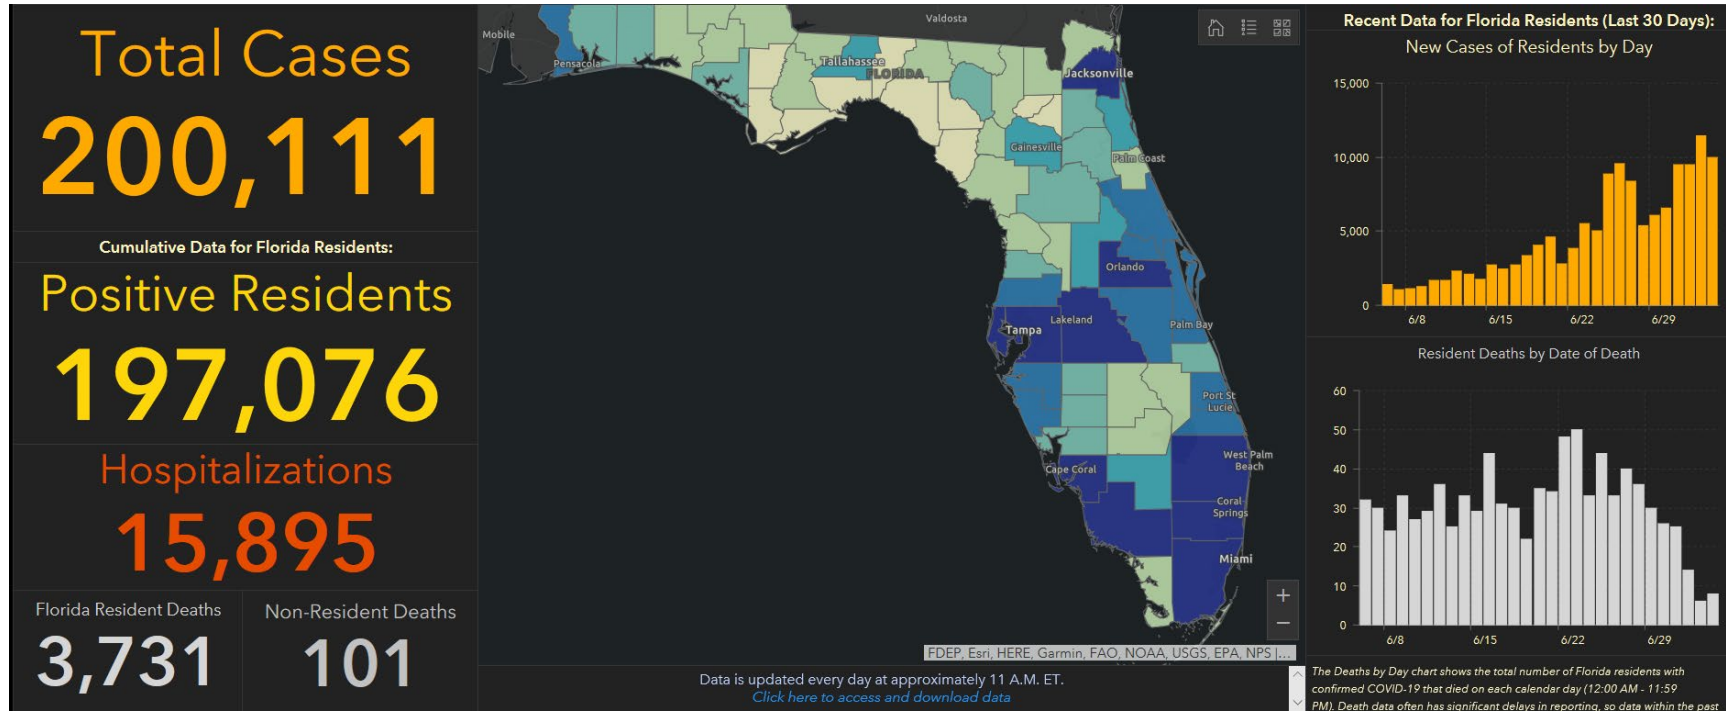 Total Cases
200,111
Cumulative Data for Florida Residents:
Positive Residents
197,076
Hospitalizations
15,895
Florida Resident Deaths
3,731
Non-Resident Deaths
101
Mobile
Valdosta
Pensacola
Tallahassee
FLORIDA
Jacksonville
Gainesville
Palm Coast
Orlando
Tampa
Lakeland
Palm Bay
Port St
Lucie
West Palm
Beach
Cape Coral
Coral
Springs
Miami
+
−
FDEP, Esri, HERE, Garmin, FAO, NOAA, USGS, EPA, NPS |...
Data is updated every day at approximately 11 A.M. ET.
Click here to access and download data
Recent Data for Florida Residents (Last 30 Days):
New Cases of Residents by Day
15,000
10,000
5,000
0
6/8 6/15 6/22 6/29
Resident Deaths by Date of Death
60
50
40
30
20
10
0
6/8 6/15 6/22 6/29
The Deaths by Day chart shows the total number of Florida residents with
confirmed COVID-19 that died on each calendar day (12:00 AM - 11:59
PM). Death data often has significant delays in reporting, so data within the past